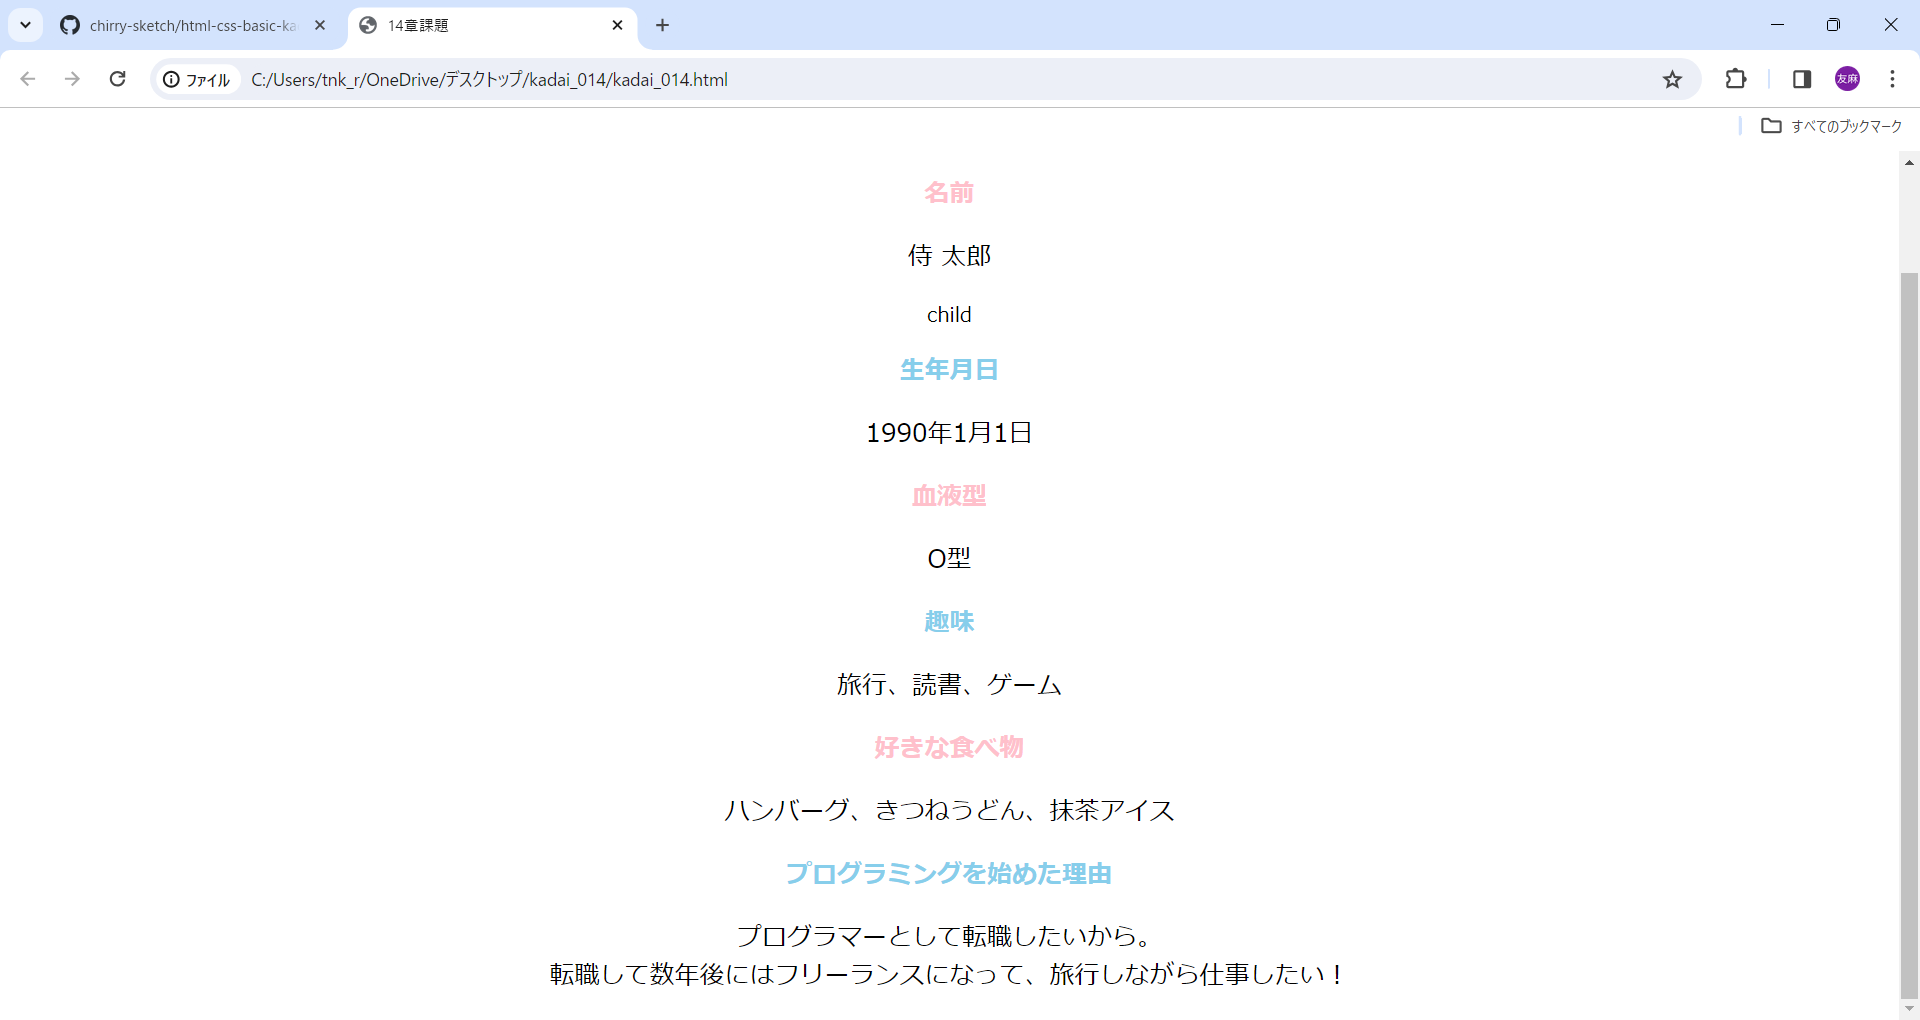 chirry-sketch/html-css-basic-ka
14章課題
ファイル
C:/Users/tnk_r/OneDrive/デスクトップ/kadai_014/kadai_014.html
友麻
すべてのブックマーク
名前
侍 太郎
child
生年月日
1990年1月1日
血液型
O型
趣味
旅行、読書、ゲーム
好きな食べ物
ハンバーグ、きつねうどん、抹茶アイス
プログラミングを始めた理由
プログラマーとして転職したいから。
転職して数年後にはフリーランスになって、旅行しながら仕事したい！